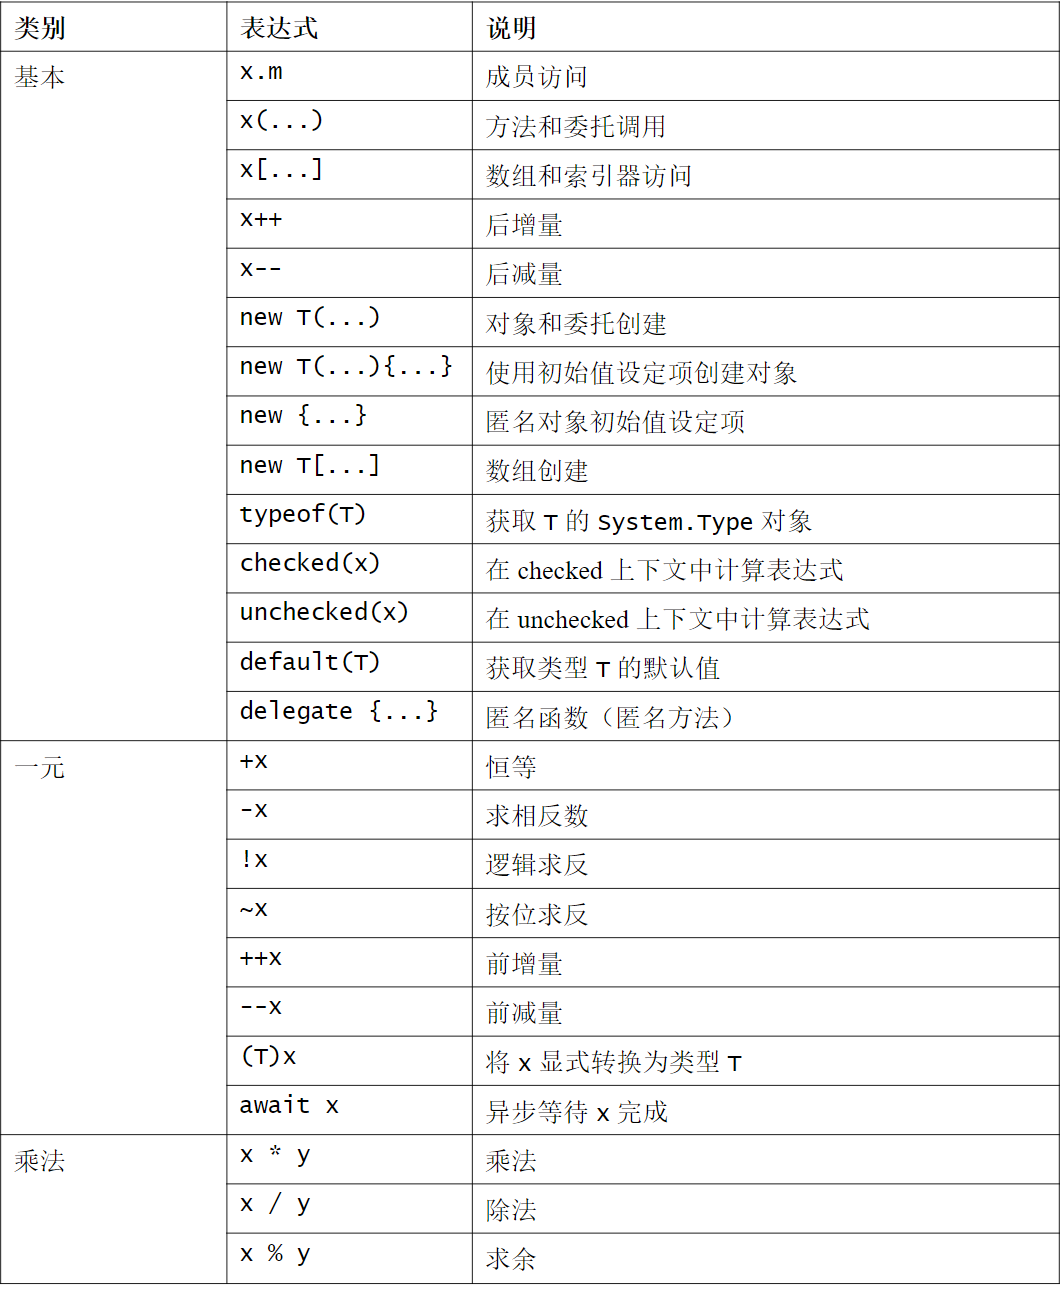 类别 表达式 说明
基本 x.m 成员访问
x(...) 方法和委托调用
x[...] 数组和索引器访问
x++ 后增量
x-- 后减量
new T(...) 对象和委托创建
new T(...){...} 使用初始值设定项创建对象
new {...} 匿名对象初始值设定项
new T[...] 数组创建
typeof(T) 获取 T 的 System.Type 对象
checked(x) 在 checked 上下文中计算表达式
unchecked(x) 在 unchecked 上下文中计算表达式
default(T) 获取类型 T 的默认值
delegate {...} 匿名函数（匿名方法）
一元 +x 恒等
-x 求相反数
!x 逻辑求反
~x 按位求反
++x 前增量
--x 前减量
(T)x 将 x 显式转换为类型 T
await x 异步等待 x 完成
乘法 x * y 乘法
x / y 除法
x % y 求余